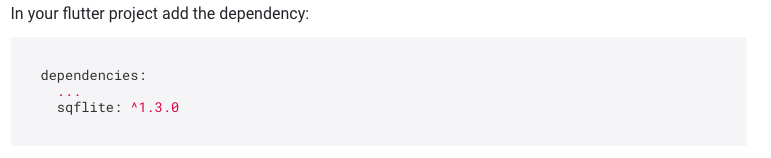 In your flutter project add the dependency:
dependencies:
...
sqflite: ^1.3.0